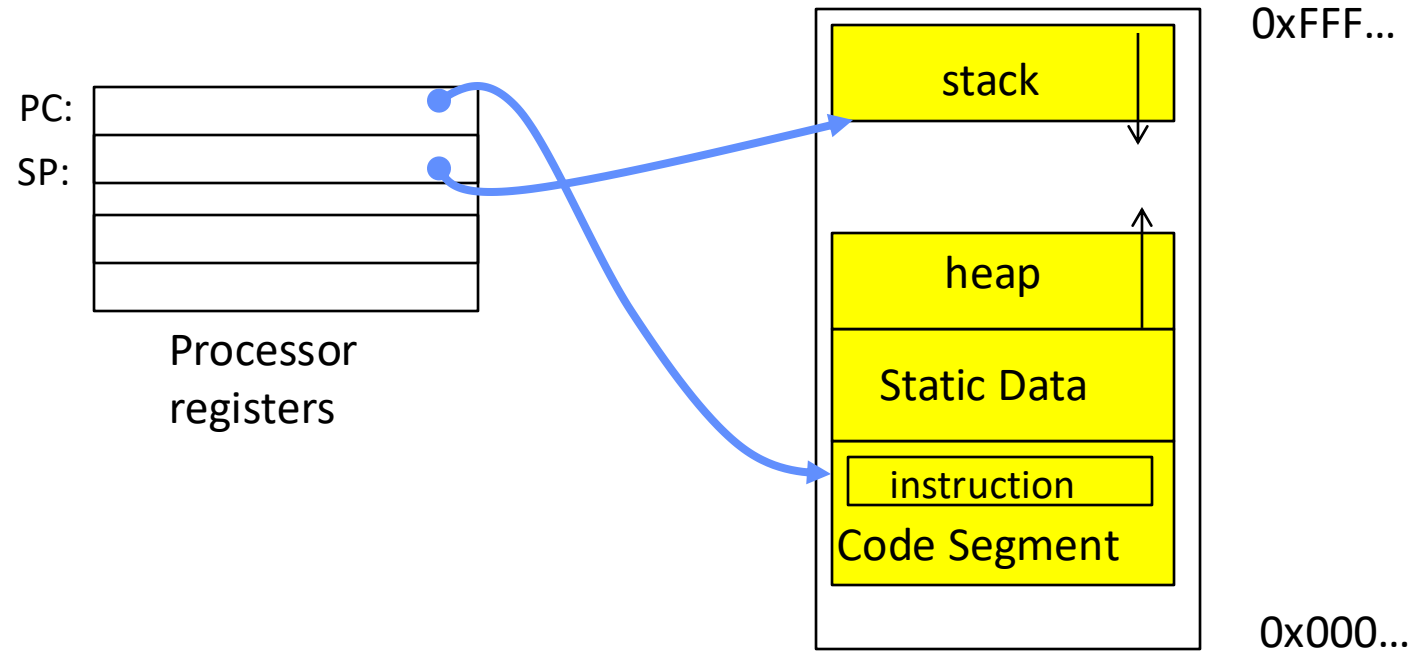 0xFFF...
stack
PC:
SP:
heap
Processor
registers
Static Data
instruction
Code Segment
0x000...